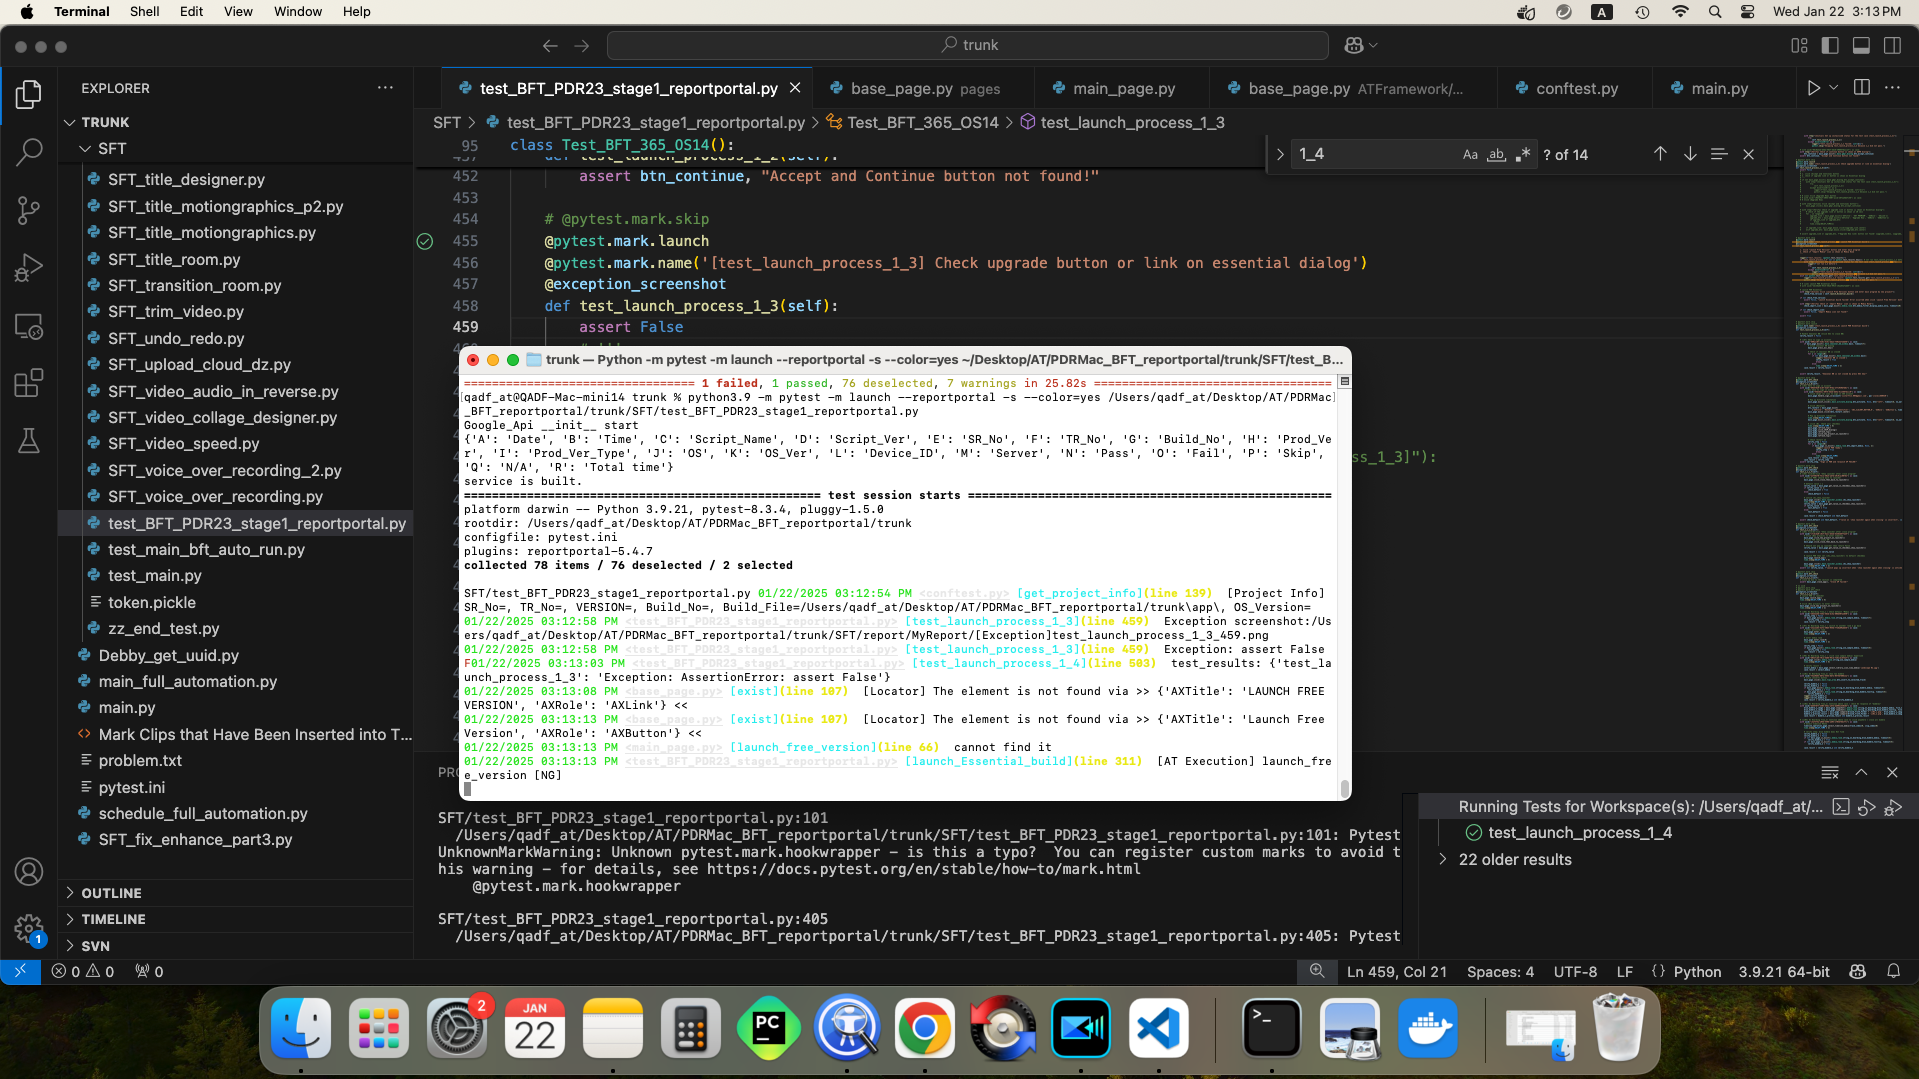 Terminal Shell Edit View Window Help
A Wed Jan 22 3:13 PM
trunk
EXPLORER
TRUNK
SFT
SFT_title_designer.py
SFT_title_motiongraphics_p2.py
SFT_title_motiongraphics.py
SFT_title_room.py
SFT_transition_room.py
SFT_trim_video.py
SFT_undo_redo.py
SFT_upload_cloud_dz.py
SFT_video_audio_in_reverse.py
SFT_video_collage_designer.py
SFT_video_speed.py
SFT_voice_over_recording_2.py
SFT_voice_over_recording.py
test_BFT_PDR23_stage1_reportportal.py
test_main_bft_auto_run.py
test_main.py
token.pickle
zz_end_test.py
Debby_get_uuid.py
main_full_automation.py
main.py
Mark Clips that Have Been Inserted into T...
problem.txt
pytest.ini
schedule_full_automation.py
SFT_fix_enhance_part3.py
OUTLINE
TIMELINE
SVN
test_BFT_PDR23_stage1_reportportal.py
base_page.py pages
main_page.py
base_page.py ATFramework/...
conftest.py
main.py
SFT > test_BFT_PDR23_stage1_reportportal.py > Test_BFT_365_OS14 > test_launch_process_1_3
95 class Test_BFT_365_OS14():
1_4
Aa ab
? of 14
452 assert btn_continue, "Accept and Continue button not found!"
453
454 # @pytest.mark.skip
455 @pytest.mark.launch
456 @pytest.mark.name('[test_launch_process_1_3] Check upgrade button or link on essential dialog')
457 @exception_screenshot
458 def test_launch_process_1_3(self):
459 assert False
ss_1_3]"):
trunk — Python -m pytest -m launch --reportportal -s --color=yes ~/Desktop/AT/PDRMac_BFT_reportportal/trunk/SFT/test_B...
================================= 1 failed, 1 passed, 76 deselected, 7 warnings in 25.82s ==================================
[qadf_at@QADF-Mac-mini14 trunk % python3.9 -m pytest -m launch --reportportal -s --color=yes /Users/qadf_at/Desktop/AT/PDRMac]
_BFT_reportportal/trunk/SFT/test_BFT_PDR23_stage1_reportportal.py
Google_Api __init__ start
{'A': 'Date', 'B': 'Time', 'C': 'Script_Name', 'D': 'Script_Ver', 'E': 'SR_No', 'F': 'TR_No', 'G': 'Build_No', 'H': 'Prod_Ve
r', 'I': 'Prod_Ver_Type', 'J': 'OS', 'K': 'OS_Ver', 'L': 'Device_ID', 'M': 'Server', 'N': 'Pass', 'O': 'Fail', 'P': 'Skip',
'Q': 'N/A', 'R': 'Total time'}
service is built.
=================================================== test session starts ====================================================
platform darwin -- Python 3.9.21, pytest-8.3.4, pluggy-1.5.0
rootdir: /Users/qadf_at/Desktop/AT/PDRMac_BFT_reportportal/trunk
configfile: pytest.ini
plugins: reportportal-5.4.7
collected 78 items / 76 deselected / 2 selected
SFT/test_BFT_PDR23_stage1_reportportal.py 01/22/2025 03:12:54 PM <conftest.py> [get_project_info](line 139) [Project Info]
SR_No=, TR_No=, VERSION=, Build_No=, Build_File=/Users/qadf_at/Desktop/AT/PDRMac_BFT_reportportal/trunk\app\, OS_Version=
01/22/2025 03:12:58 PM <test_BFT_PDR23_stage1_reportportal.py> [test_launch_process_1_3](line 459) Exception screenshot:/Us
ers/qadf_at/Desktop/AT/PDRMac_BFT_reportportal/trunk/SFT/report/MyReport/[Exception]test_launch_process_1_3_459.png
01/22/2025 03:12:58 PM <test_BFT_PDR23_stage1_reportportal.py> [test_launch_process_1_3](line 459) Exception: assert False
F01/22/2025 03:13:03 PM <test_BFT_PDR23_stage1_reportportal.py> [test_launch_process_1_4](line 503) test_results: {'test_la
unch_process_1_3': 'Exception: AssertionError: assert False'}
01/22/2025 03:13:08 PM <base_page.py> [exist](line 107) [Locator] The element is not found via >> {'AXTitle': 'LAUNCH FREE
VERSION', 'AXRole': 'AXLink'} <<
01/22/2025 03:13:13 PM <base_page.py> [exist](line 107) [Locator] The element is not found via >> {'AXTitle': 'Launch Free
Version', 'AXRole': 'AXButton'} <<
01/22/2025 03:13:13 PM <main_page.py> [launch_free_version](line 66) cannot find it
01/22/2025 03:13:13 PM <test_BFT_PDR23_stage1_reportportal.py> [launch_Essential_build](line 311) [AT Execution] launch_fre
e_version [NG]
SFT/test_BFT_PDR23_stage1_reportportal.py:101
/Users/qadf_at/Desktop/AT/PDRMac_BFT_reportportal/trunk/SFT/test_BFT_PDR23_stage1_reportportal.py:101: Pytest
UnknownMarkWarning: Unknown pytest.mark.hookwrapper - is this a typo? You can register custom marks to avoid t
his warning - for details, see https://docs.pytest.org/en/stable/how-to/mark.html
@pytest.mark.hookwrapper
SFT/test_BFT_PDR23_stage1_reportportal.py:405
/Users/qadf_at/Desktop/AT/PDRMac_BFT_reportportal/trunk/SFT/test_BFT_PDR23_stage1_reportportal.py:405: Pytest
Running Tests for Workspace(s): /Users/qadf_at/...
test_launch_process_1_4
22 older results
1
0 0 0
Ln 459, Col 21 Spaces: 4 UTF-8 LF {} Python 3.9.21 64-bit
2
JAN
22
PC